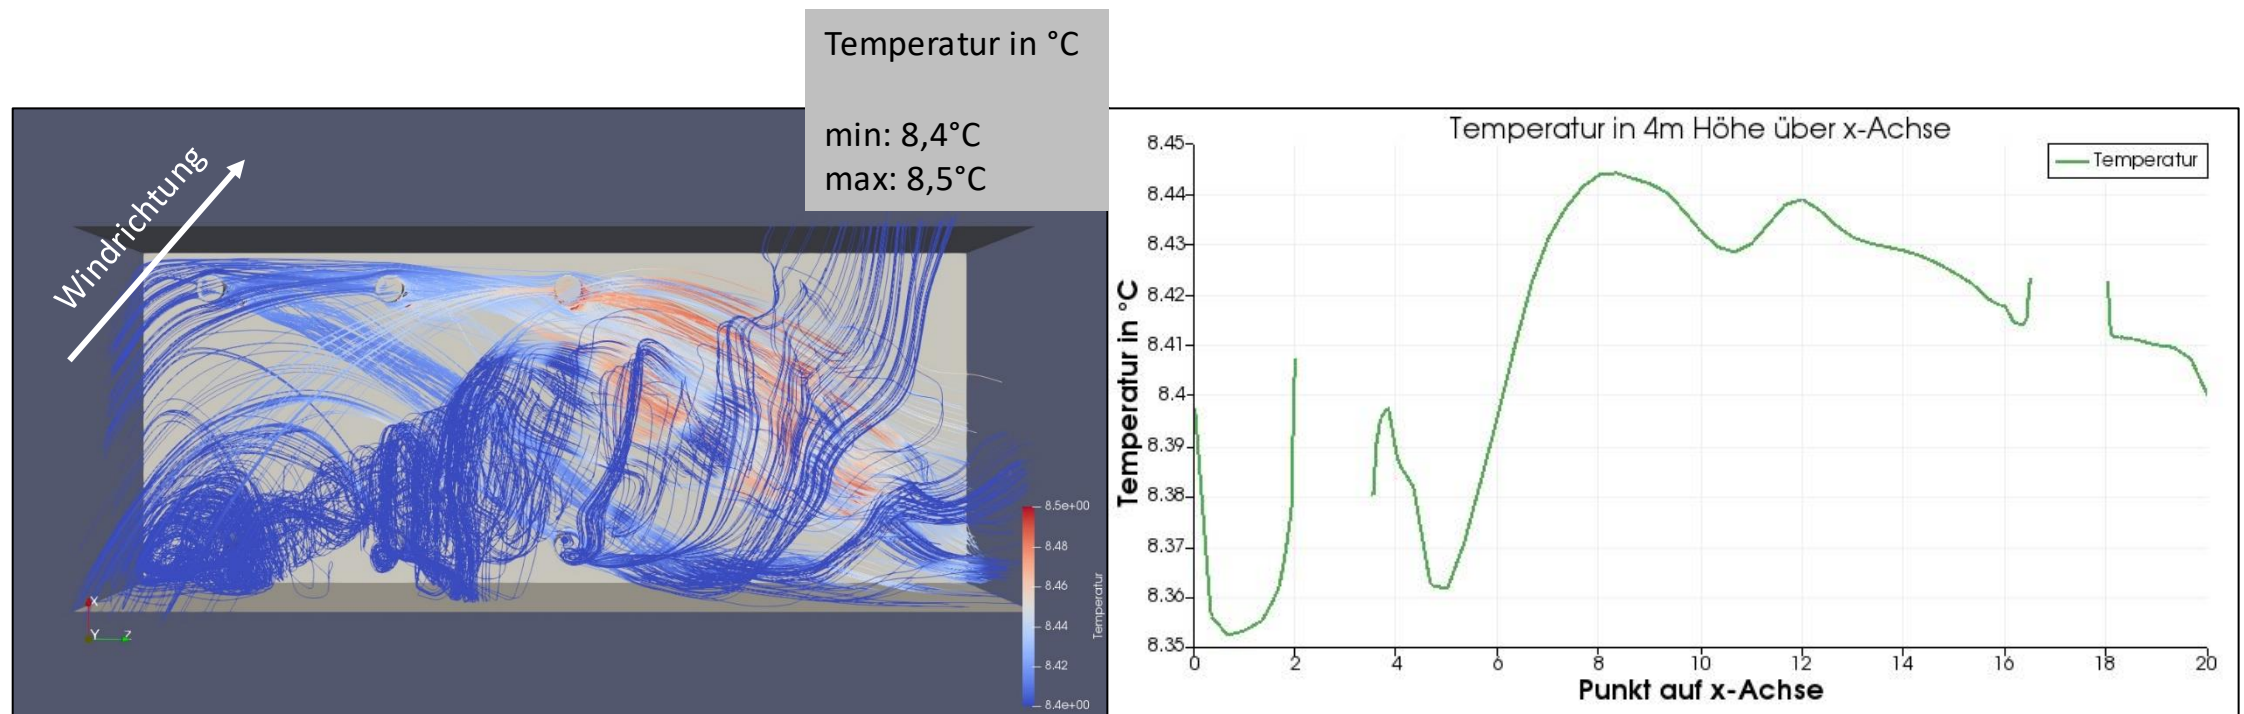 Temperatur in °C
min: 8,4°C
max: 8,5°C
Windrichtung
X
Y Z
8.5e+00
8.48
8.46
8.44
8.42
8.4e+00
Temperatur
Temperatur in 4m Höhe über x-Achse
Temperatur
Temperatur in °C
8.45
8.44
8.43
8.42
8.41
8.4
8.39
8.38
8.37
8.36
8.35
0 2 4 6 8 10 12 14 16 18 20
Punkt auf x-Achse